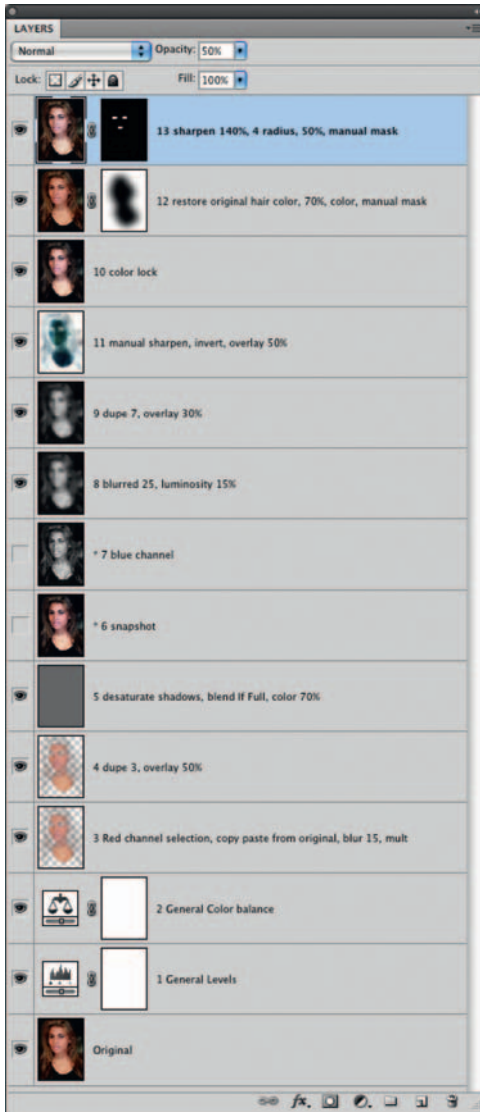 LAYERS
Normal Opacity: 50%
Lock: Fill: 100%
13 sharpen 140%, 4 radius, 50%, manual mask
12 restore original hair color, 70%, color, manual mask
10 color lock
11 manual sharpen, invert, overlay 50%
9 dupe 7, overlay 30%
8 blurred 25, luminosity 15%
* 7 blue channel
* 6 snapshot
5 desaturate shadows, blend If Full, color 70%
4 dupe 3, overlay 50%
3 Red channel selection, copy paste from original, blur 15, mult
2 General Color balance
1 General Levels
Original
fx.